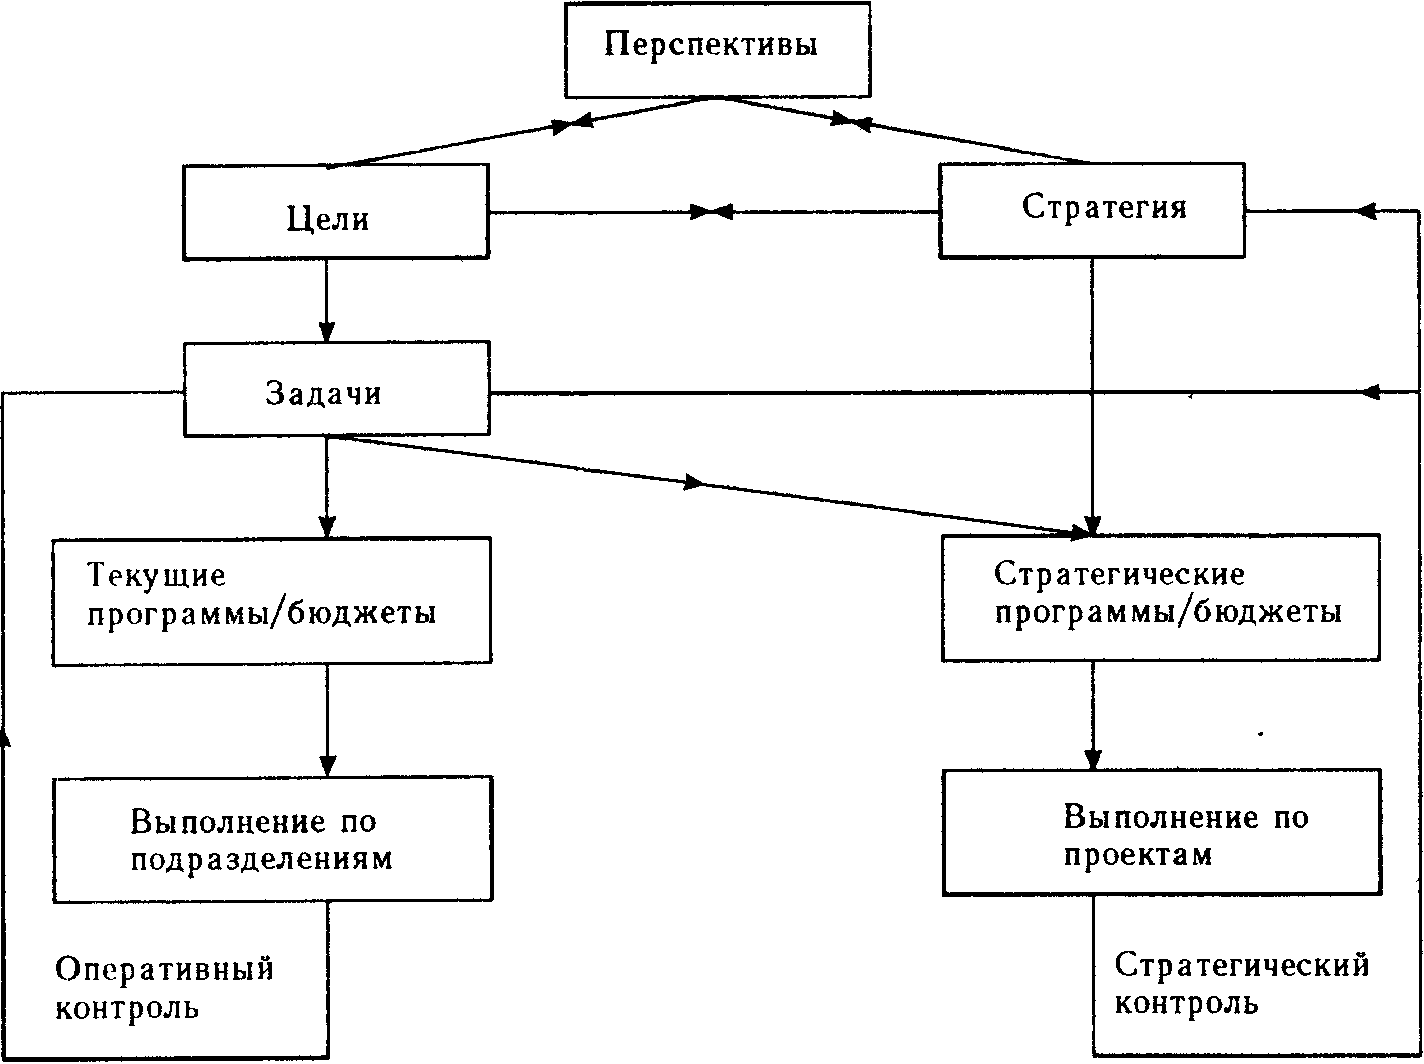 Перспективы
Цели
Стратегия
Задачи
Текущие
программы/бюджеты
Стратегические
программы/бюджеты
Выполнение по
подразделениям
Выполнение по
проектам
Оперативный
контроль
Стратегический
контроль